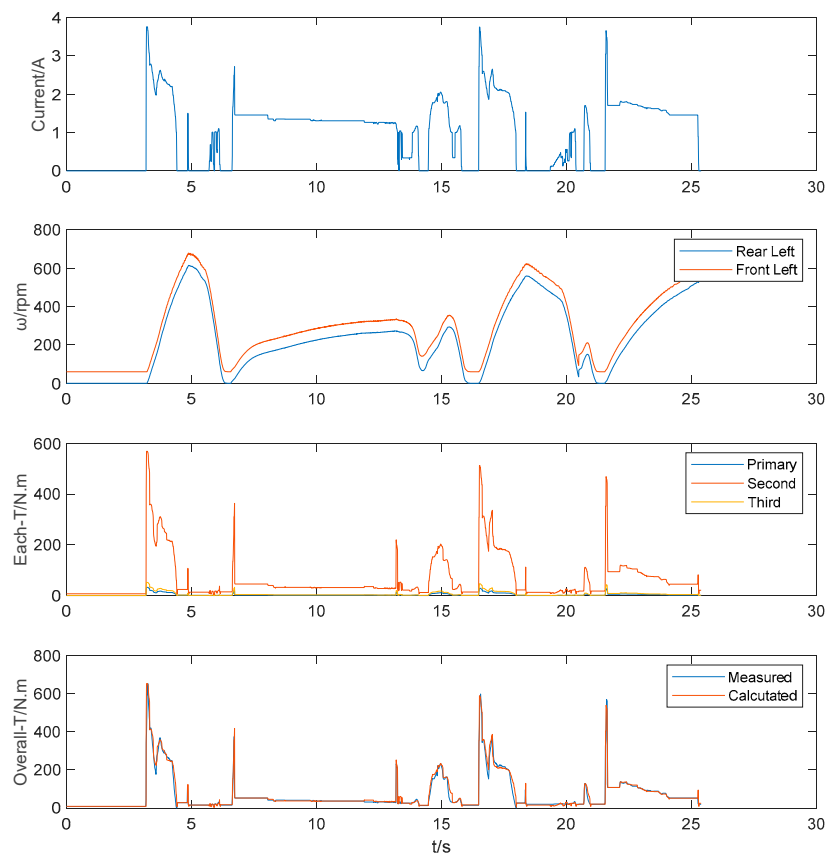 4
3
2
1
0
Current/A
0 5 10 15 20 25 30
800
600
400
200
0
ω/rpm
Rear Left
Front Left
0 5 10 15 20 25 30
600
400
200
0
Each-T/N.m
Primary
Second
Third
0 5 10 15 20 25 30
800
600
400
200
0
Overall-T/N.m
Measured
Calcutated
0 5 10 15 20 25 30
t/s